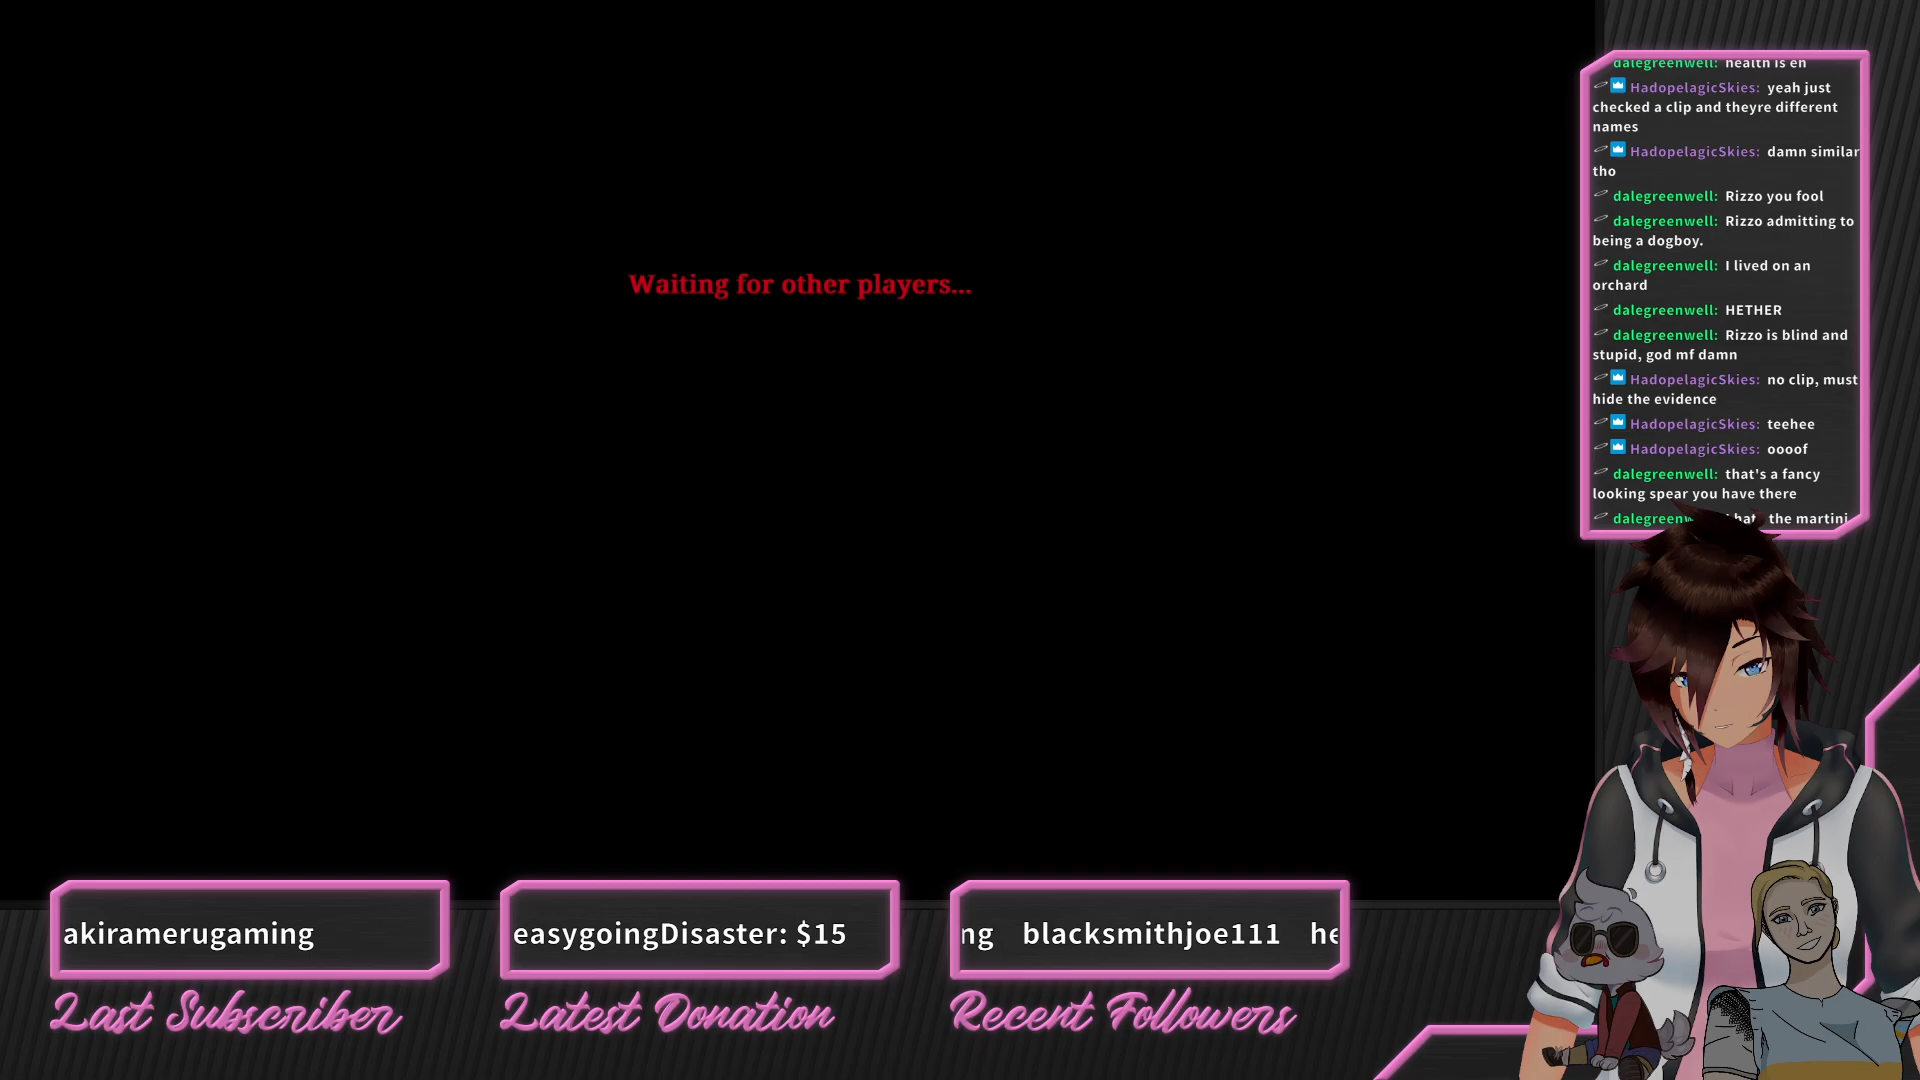 Waiting for other players...
dalegreenwell: health is en
HadopelagicSkies: yeah just
checked a clip and theyre different
names
HadopelagicSkies: damn similar
tho
dalegreenwell: Rizzo you fool
dalegreenwell: Rizzo admitting to
being a dogboy.
dalegreenwell: I lived on an
orchard
dalegreenwell: HETHER
dalegreenwell: Rizzo is blind and
stupid, god mf damn
HadopelagicSkies: no clip, must
hide the evidence
HadopelagicSkies: teehee
HadopelagicSkies: oooof
dalegreenwell: that's a fancy
looking spear you have there
the martini
akiramerugaming
Last Subscriber
easygoingDisaster: $15
Latest Donation
ng blacksmithjoe111 he
Recent Followers